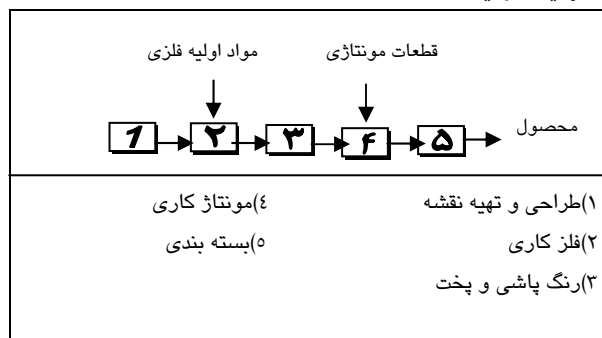 قطعات مونتاژی مواد اولیه فلزی
۱ ۲ ۳ ۴ ۵ محصول
۱)طراحی و تهیه نقشه ٤)مونتاژ کاری
۲)فلز کاری ٥)بسته بندی
۳)رنگ پاشی و پخت